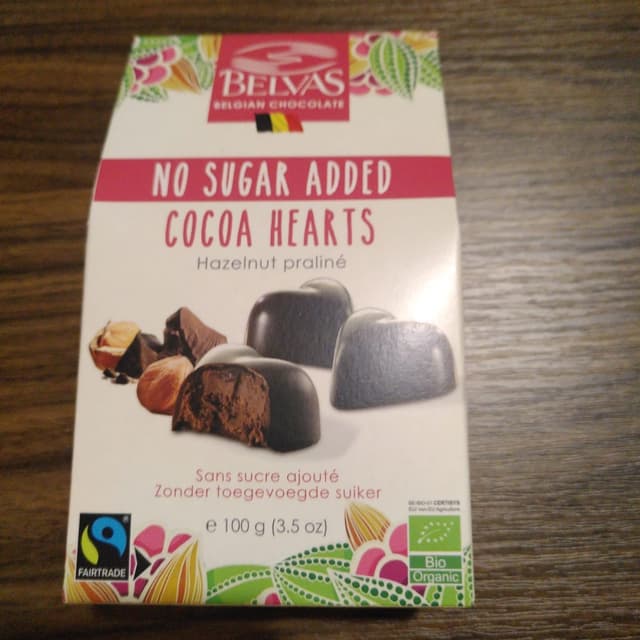 BELVAS
BELGIAN CHOCOLATE
NO SUGAR ADDED
COCOA HEARTS
Hazelnut praliné
Sans sucre ajouté
Zonder toegevoegde suiker
e 100 g (3.5 oz)
FAIRTRADE
Bio
Organic